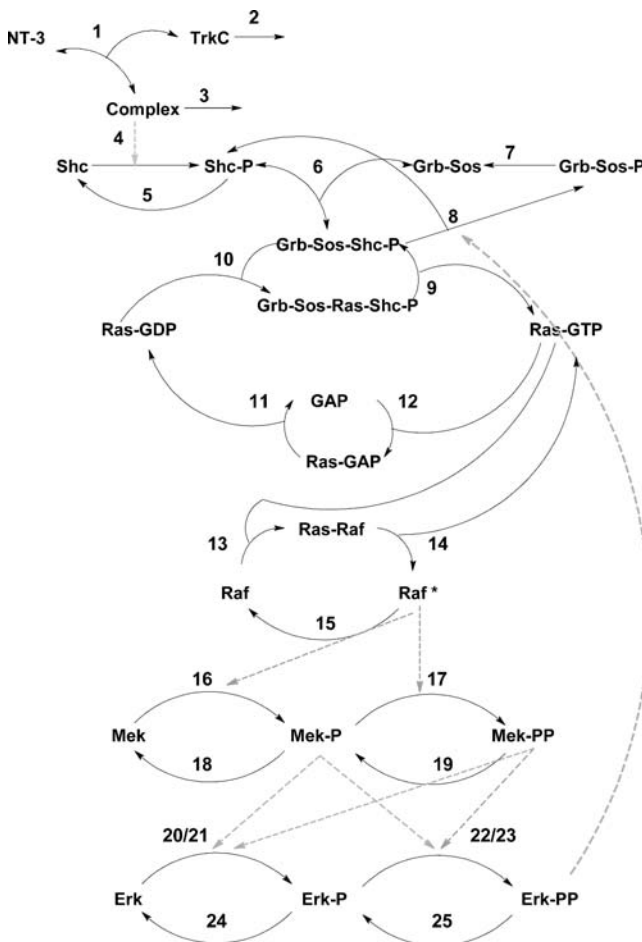 2
NT-3 1 TrkC
Complex 3
4
Shc Shc-P 6 Grb-Sos 7 Grb-Sos-P
5
8
Grb-Sos-Shc-P
10
Grb-Sos-Ras-Shc-P 9
Ras-GDP Ras-GTP
11 GAP 12
Ras-GAP
Ras-Raf
13 14
Raf Raf *
15
16 17
Mek Mek-P Mek-PP
18 19
20/21 22/23
Erk Erk-P Erk-PP
24 25